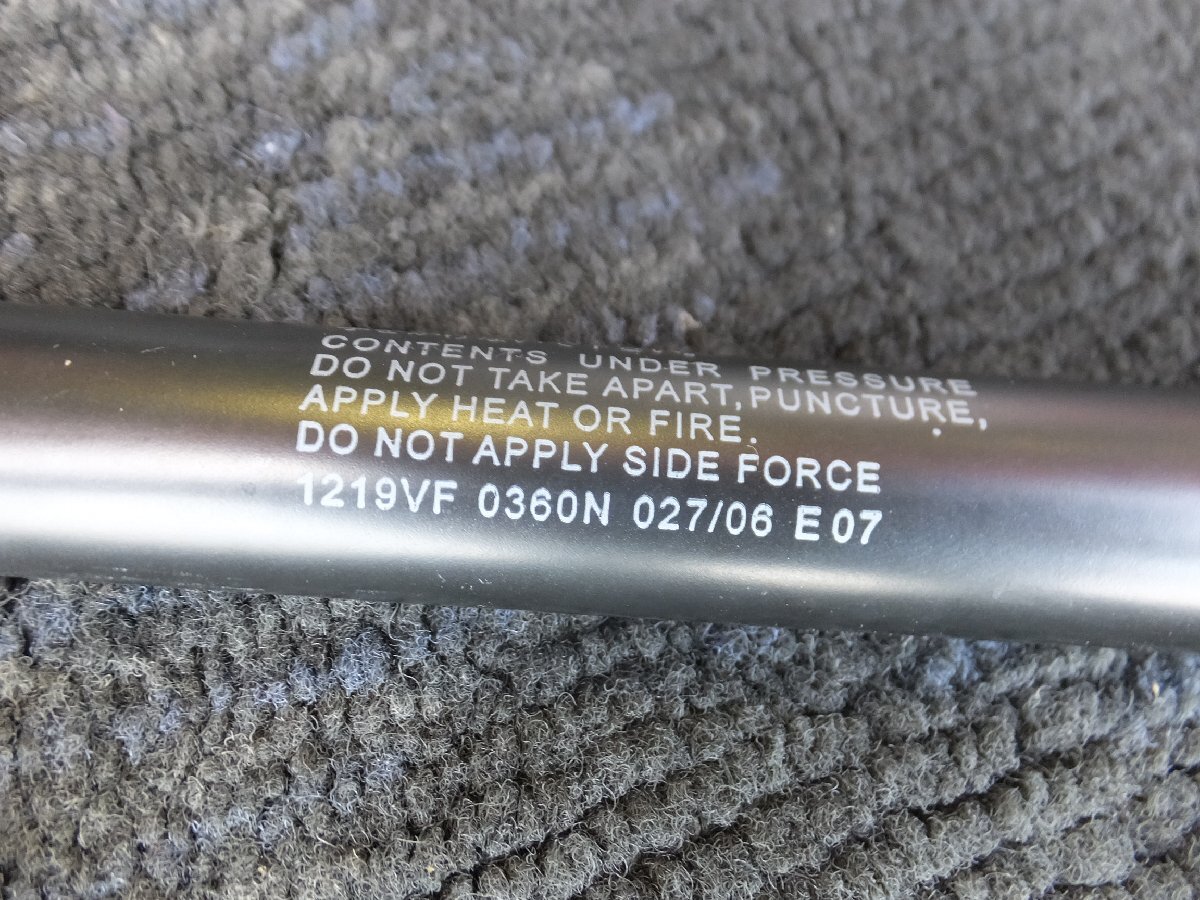 CONTENTS UNDER PRESSURE
DO NOT TAKE APART, PUNCTURE,
APPLY HEAT OR FIRE.
DO NOT APPLY SIDE FORCE
1219VF 0360N 027/06 E07